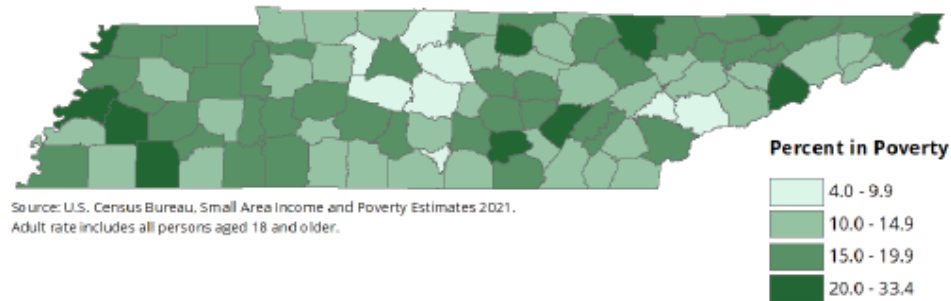 Percent in Poverty
4.0 - 9.9
10.0 - 14.9
15.0 - 19.9
20.0 - 33.4
Source: U.S. Census Bureau, Small Area Income and Poverty Estimates 2021.
Adult rate includes all persons aged 18 and older.